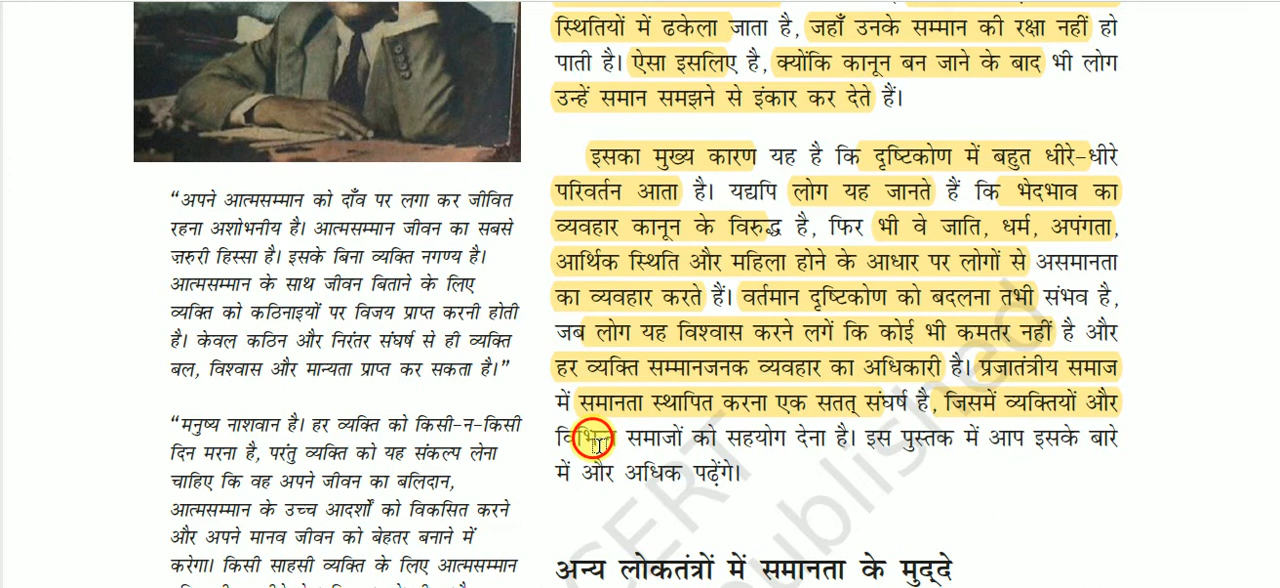 “अपने आत्मसम्मान को दाँव पर लगा कर जीवित
रहना अशोभनीय है। आत्मसम्मान जीवन का सबसे
जरुरी हिस्सा है। इसके बिना व्यक्ति नगण्य है।
आत्मसम्मान के साथ जीवन बिताने के लिए
व्यक्ति को कठिनाइयों पर विजय प्राप्त करनी होती
है। केवल कठिन और निरंतर संघर्ष से ही व्यक्ति
बल, विश्वास और मान्यता प्राप्त कर सकता है।”
“मनुष्य नाशवान है। हर व्यक्ति को किसी-न-किसी
दिन मरना है, परंतु व्यक्ति को यह संकल्प लेना
चाहिए कि वह अपने जीवन का बलिदान,
आत्मसम्मान के उच्च आदर्शों को विकसित करने
और अपने मानव जीवन को बेहतर बनाने में
करेगा। किसी साहसी व्यक्ति के लिए आत्मसम्मान
स्थितियों में ढकेला जाता है, जहाँ उनके सम्मान की रक्षा नहीं हो
पाती है। ऐसा इसलिए है, क्योंकि कानून बन जाने के बाद भी लोग
उन्हें समान समझने से इंकार कर देते हैं।
इसका मुख्य कारण यह है कि दृष्टिकोण में बहुत धीरे-धीरे
परिवर्तन आता है। यद्यपि लोग यह जानते हैं कि भेदभाव का
व्यवहार कानून के विरुद्ध है, फिर भी वे जाति, धर्म, अपंगता,
आर्थिक स्थिति और महिला होने के आधार पर लोगों से असमानता
का व्यवहार करते हैं। वर्तमान दृष्टिकोण को बदलना तभी संभव है,
जब लोग यह विश्वास करने लगें कि कोई भी कमतर नहीं है और
हर व्यक्ति सम्मानजनक व्यवहार का अधिकारी है। प्रजातंत्रीय समाज
में समानता स्थापित करना एक सतत् संघर्ष है, जिसमें व्यक्तियों और
विभिन्न समाजों को सहयोग देना है। इस पुस्तक में आप इसके बारे
में और अधिक पढ़ेंगे।
अन्य लोकतंत्रों में समानता के मुद्दे